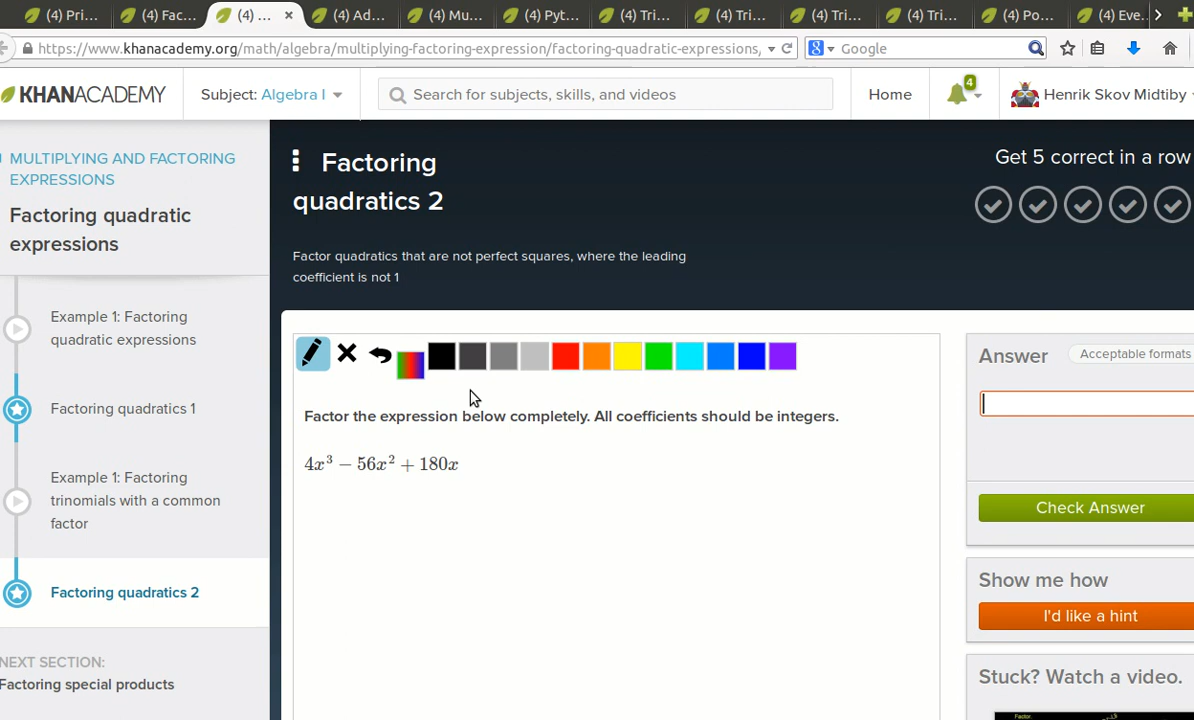 (4) Pri... (4) Fac... (4) ... (4) Ad... (4) Mu... (4) Pyt... (4) Tri... (4) Tri... (4) Tri... (4) Tri... (4) Po... (4) Eve...
https://www.khanacademy.org/math/algebra/multiplying-factoring-expression/factoring-quadratic-expressions, Google
KHANACADEMY Subject: Algebra I Search for subjects, skills, and videos Home 4 Henrik Skov Midtiby
MULTIPLYING AND FACTORING
EXPRESSIONS
Factoring quadratic
expressions
Example 1: Factoring
quadratic expressions
Factoring quadratics 1
Example 1: Factoring
trinomials with a common
factor
Factoring quadratics 2
NEXT SECTION:
Factoring special products
Factoring
quadratics 2
Get 5 correct in a row
Factor quadratics that are not perfect squares, where the leading
coefficient is not 1
Factor the expression below completely. All coefficients should be integers.
4x³ − 56x² + 180x
Answer Acceptable formats
Check Answer
Show me how
I'd like a hint
Stuck? Watch a video.
Factor